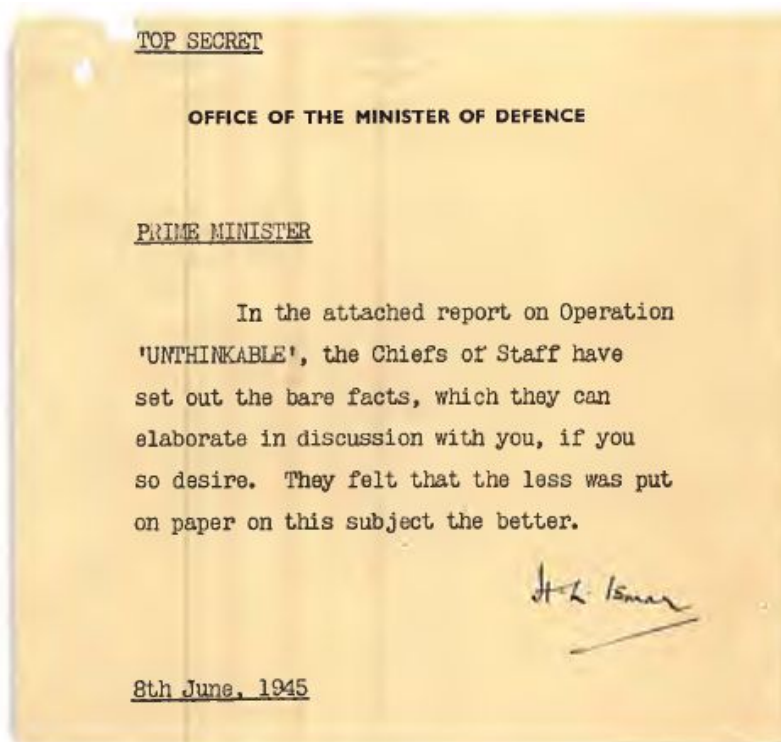 TOP SECRET
OFFICE OF THE MINISTER OF DEFENCE
PRIME MINISTER
In the attached report on Operation
'UNTHINKABLE', the Chiefs of Staff have
set out the bare facts, which they can
elaborate in discussion with you, if you
so desire. They felt that the less was put
on paper on this subject the better.
H L. Ismay
8th June, 1945